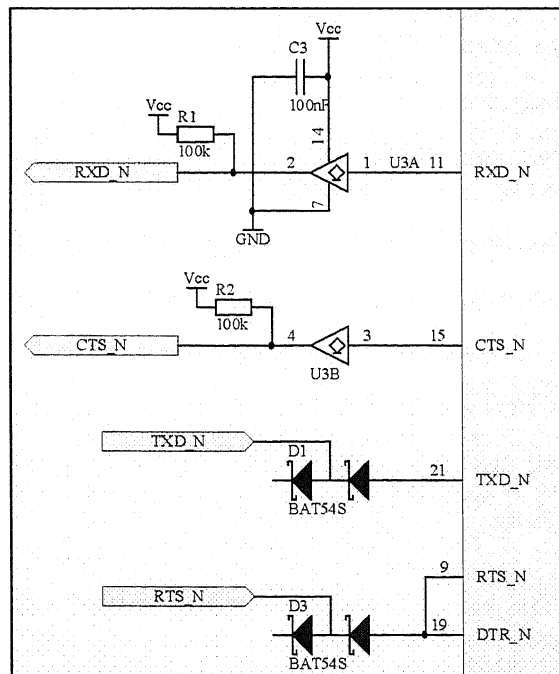 Vcc
C3
100nF
Vcc
R1
100k
14
RXD_N
2
1
U3A
11
RXD_N
7
GND
Vcc
R2
100k
CTS_N
4
3
15
CTS_N
U3B
TXD_N
D1
21
TXD_N
BAT54S
9
RTS_N
RTS_N
D3
19
DTR_N
BAT54S